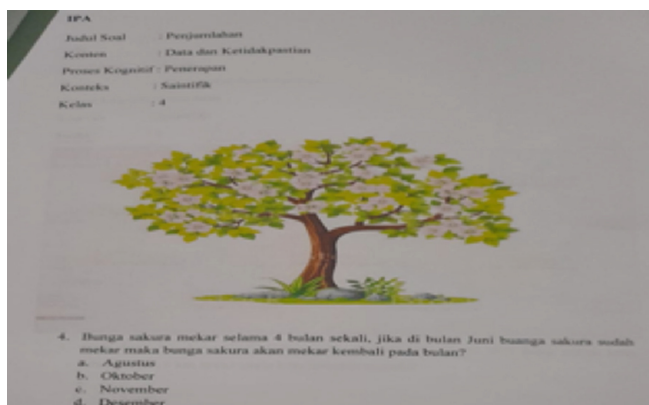 IPA
Judul Soal : Penjumlahan
Konten : Data dan Ketidakpastian
Proses Kognitif : Penerapan
Konteks : Saintifik
Kelas : 4
4. Bunga sakura mekar selama 4 bulan sekali, jika di bulan Juni buanga sakura sudah
mekar maka bunga sakura akan mekar kembali pada bulan?
a. Agustus
b. Oktober
c. November
d. Desember